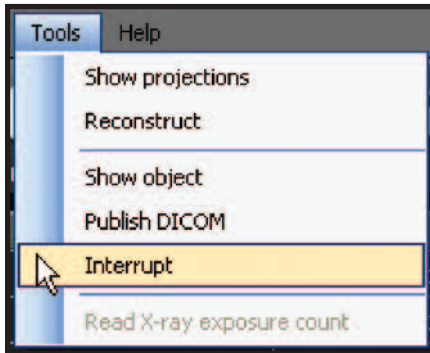 Tools Help
Show projections
Reconstruct
Show object
Publish DICOM
Interrupt
Read X-ray exposure count